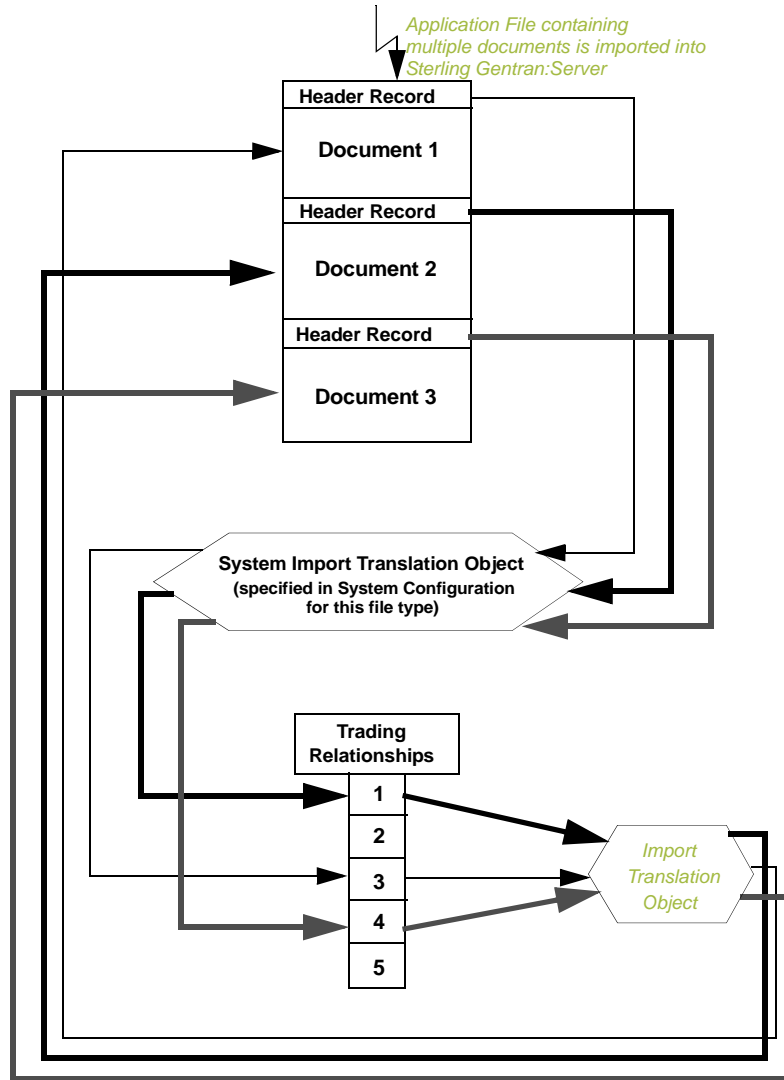 Application File containing
multiple documents is imported into
Sterling Gentran:Server
Header Record
Document 1
Header Record
Document 2
Header Record
Document 3
System Import Translation Object
(specified in System Configuration
for this file type)
Trading
Relationships
1
2
3
4
5
Import
Translation
Object